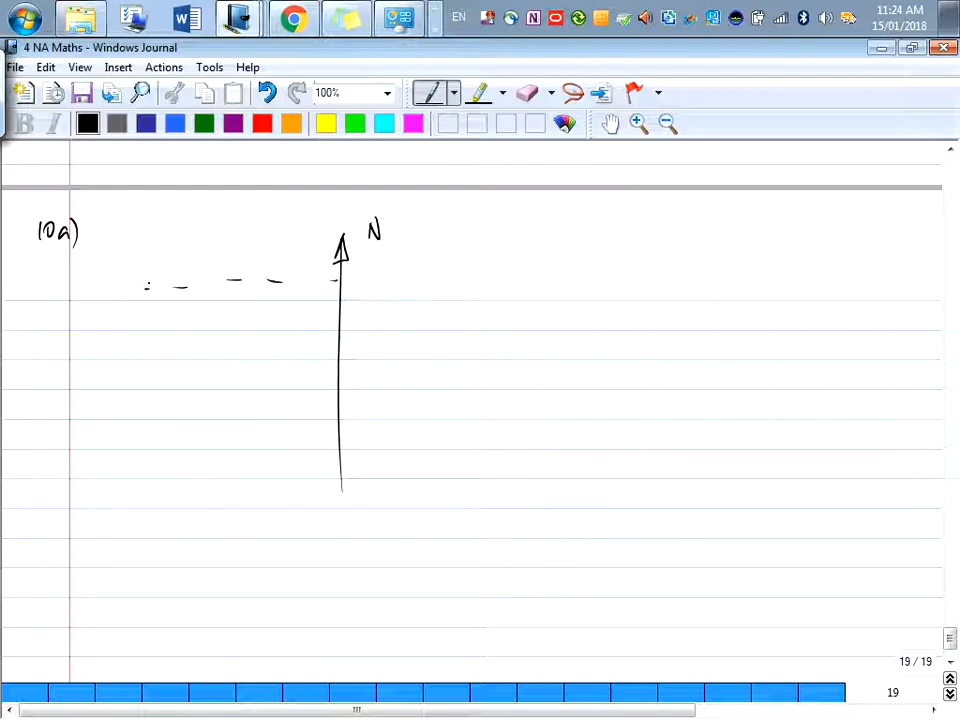 EN
11:24 AM
15/01/2018
4 NA Maths - Windows Journal
File Edit View Insert Actions Tools Help
100%
B I
10a) N
19 / 19
19